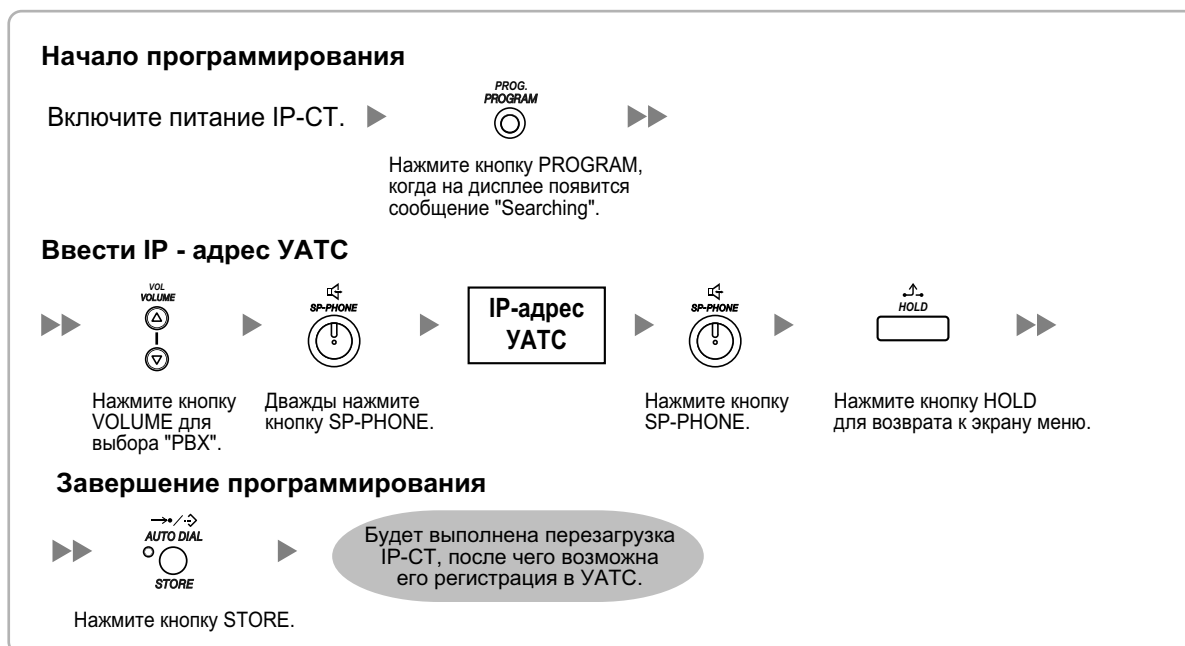 Начало программирования
PROG.
PROGRAM
Включите питание IP-СТ.
Нажмите кнопку PROGRAM,
когда на дисплее появится
сообщение "Searching".
Ввести IP - адрес УАТС
VOL
VOLUME
SP-PHONE
IP-адрес
УАТС
SP-PHONE
HOLD
Нажмите кнопку
VOLUME для
выбора "PBX".
Дважды нажмите
кнопку SP-PHONE.
Нажмите кнопку
SP-PHONE.
Нажмите кнопку HOLD
для возврата к экрану меню.
Завершение программирования
AUTO DIAL
STORE
Будет выполнена перезагрузка
IP-СТ, после чего возможна
его регистрация в УАТС.
Нажмите кнопку STORE.